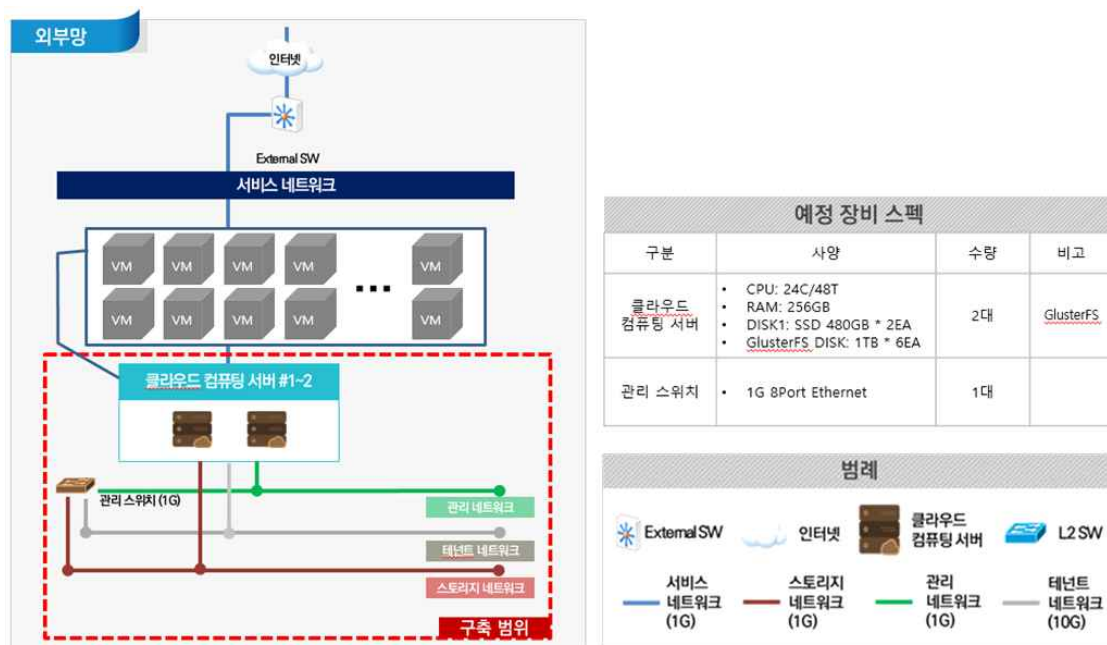 외부망
인터넷
External SW
서비스 네트워크
VM VM VM VM ... VM
VM VM VM VM VM
클라우드 컴퓨팅 서버 #1~2
관리 스위치 (1G)
관리 네트워크
테넌트 네트워크
스토리지 네트워크
구축 범위
예정 장비 스펙
구분 사양 수량 비고
클라우드
컴퓨팅 서버
• CPU: 24C/48T
• RAM: 256GB
• DISK1: SSD 480GB * 2EA
• GlusterFS DISK: 1TB * 6EA
2대
GlusterFS
관리 스위치 • 1G 8Port Ethernet 1대
범례
External SW
인터넷
클라우드
컴퓨팅 서버
L2 SW
서비스
네트워크
(1G)
스토리지
네트워크
(1G)
관리
네트워크
(1G)
테넌트
네트워크
(10G)